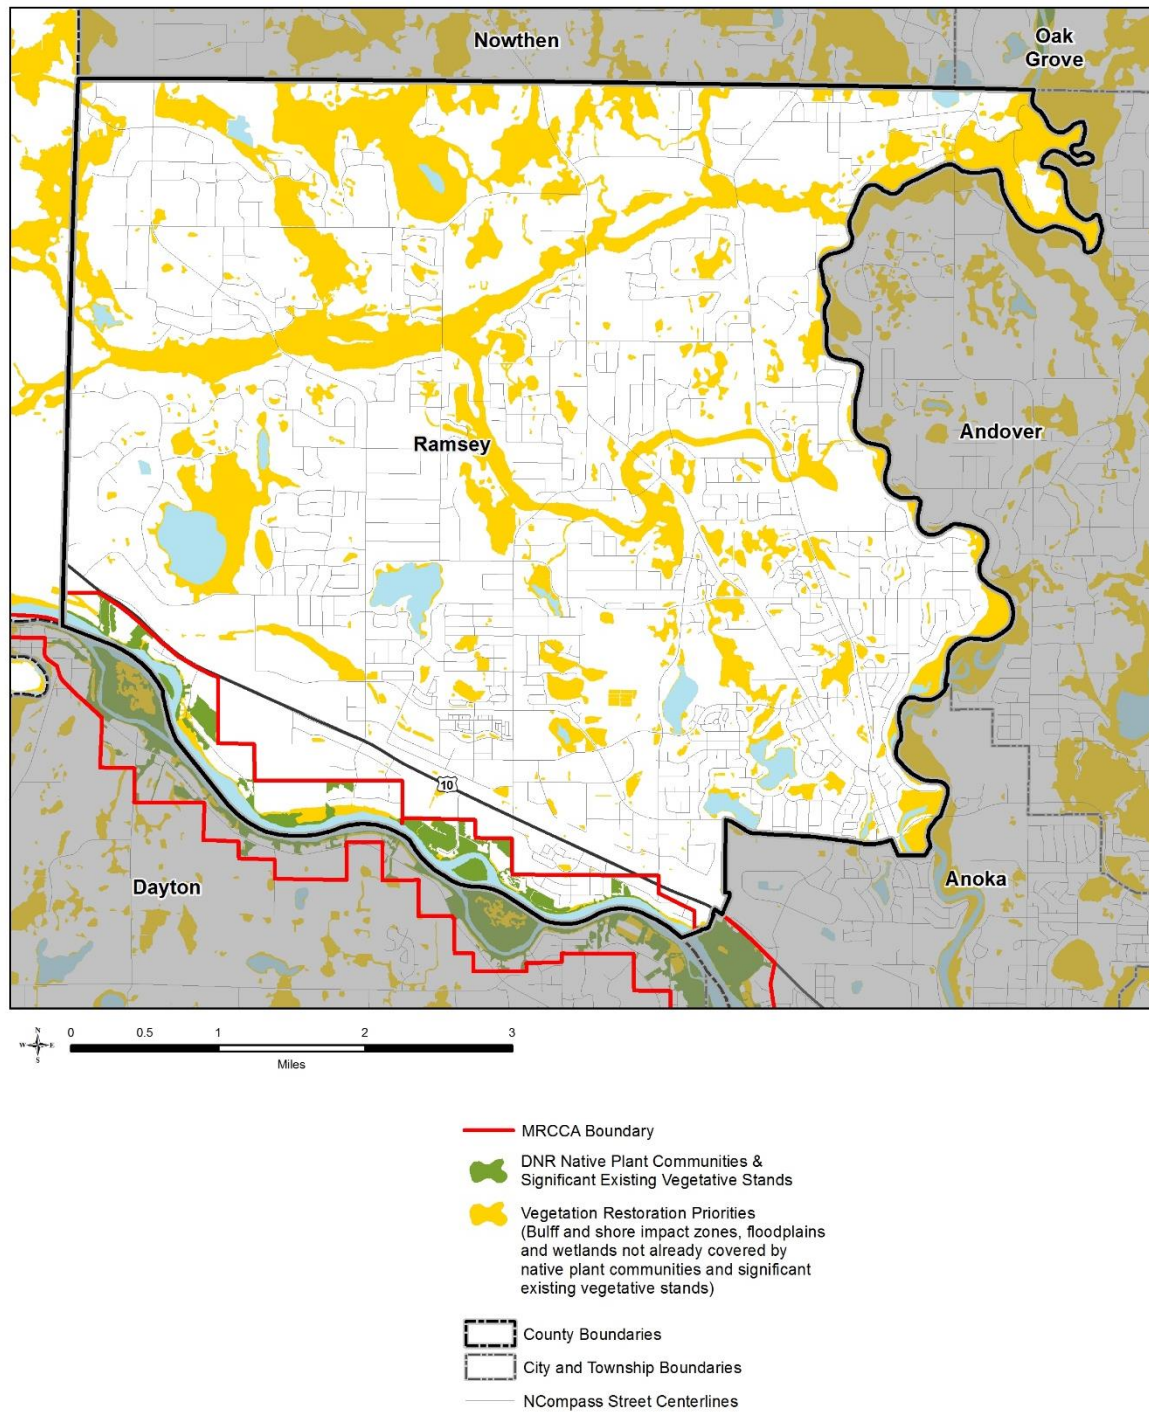 Nowthen
Oak
Grove
Ramsey
Andover
10
Dayton
Anoka
N
W E
S
0 0.5 1 2 3
Miles
MRCCA Boundary
DNR Native Plant Communities &
Significant Existing Vegetative Stands
Vegetation Restoration Priorities
(Bulff and shore impact zones, floodplains
and wetlands not already covered by
native plant communities and significant
existing vegetative stands)
County Boundaries
City and Township Boundaries
NCompass Street Centerlines